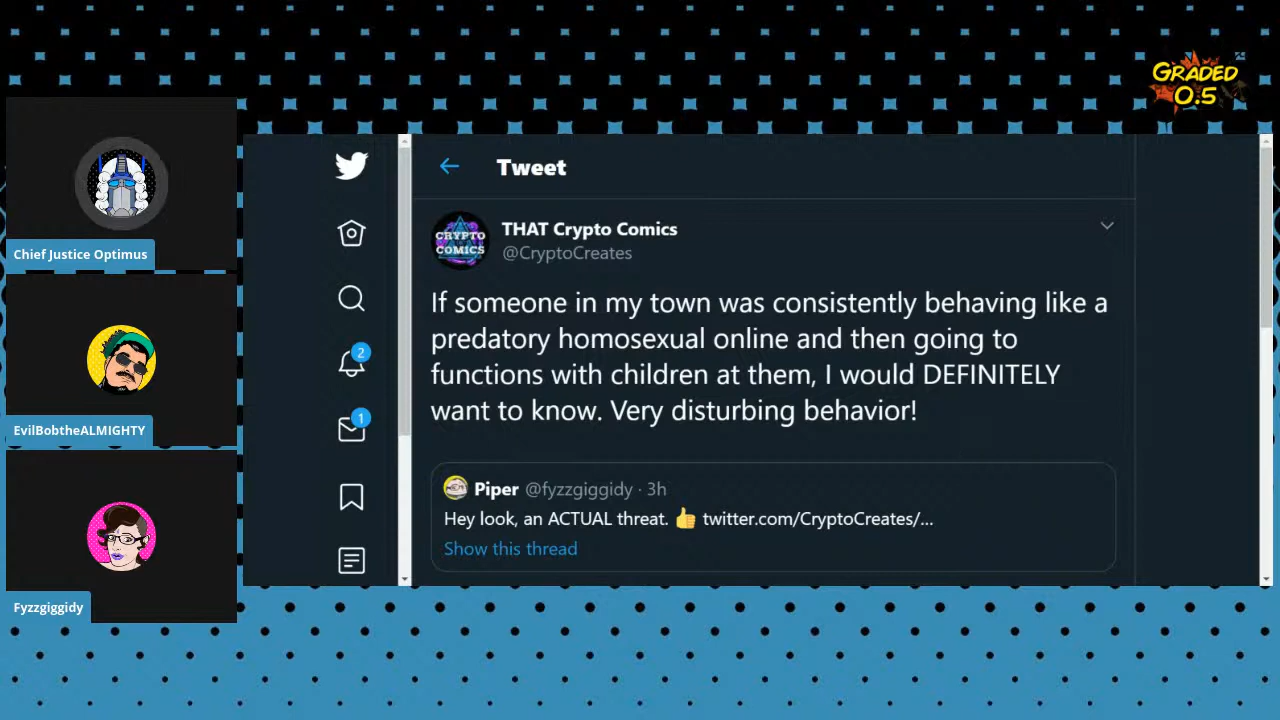 GRADED
0.5
Chief Justice Optimus
EvilBobtheALMIGHTY
Fyzzgiggidy
2
1
Tweet
CRYPTO
COMICS
THAT Crypto Comics
@CryptoCreates
If someone in my town was consistently behaving like a
predatory homosexual online and then going to
functions with children at them, I would DEFINITELY
want to know. Very disturbing behavior!
Piper @fyzzgiggidy · 3h
Hey look, an ACTUAL threat. 👍 twitter.com/CryptoCreates/...
Show this thread